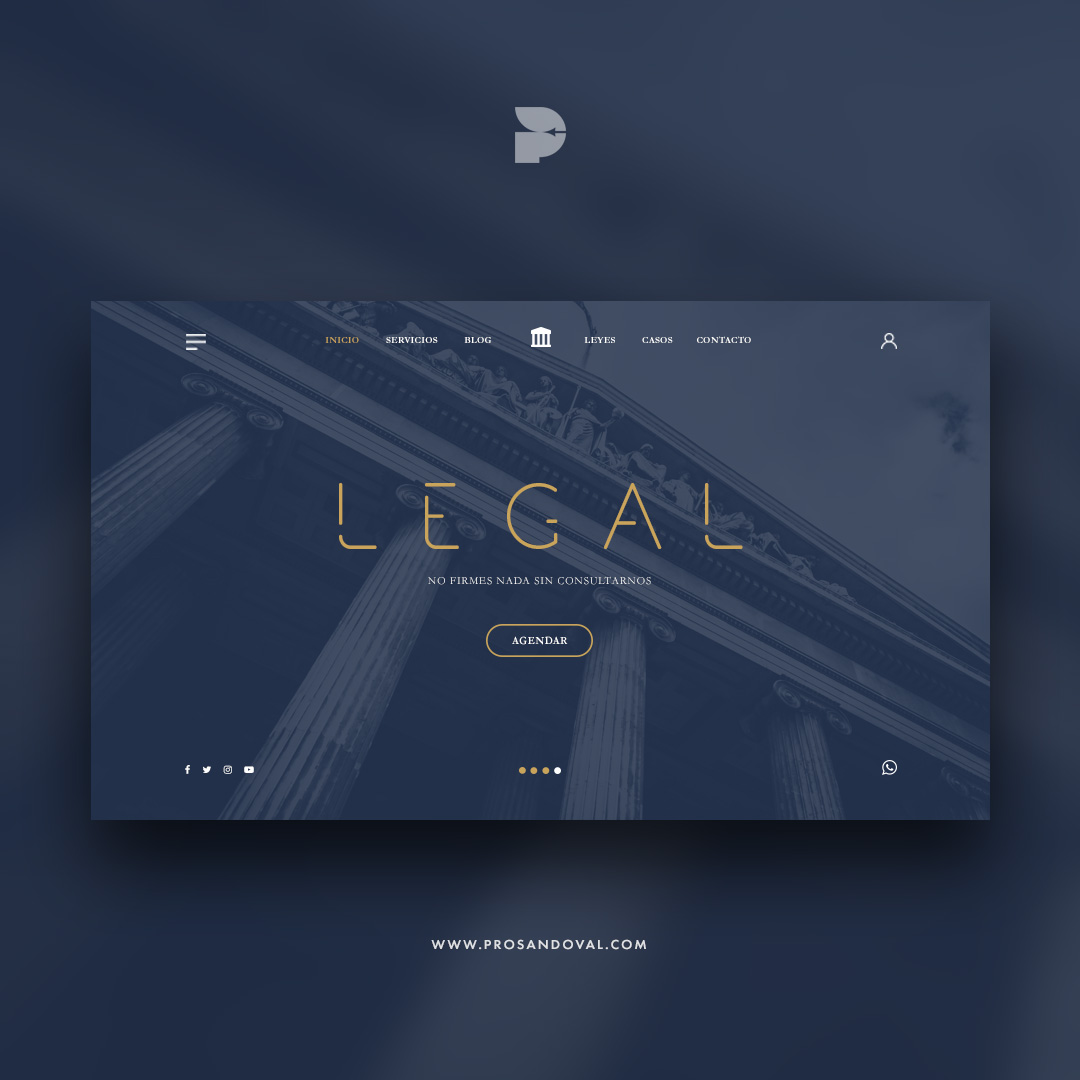 INICIO SERVICIOS BLOG LEYES CASOS CONTACTO
LEGAL
NO FIRMES NADA SIN CONSULTARNOS
AGENDAR
WWW.PROSANDOVAL.COM